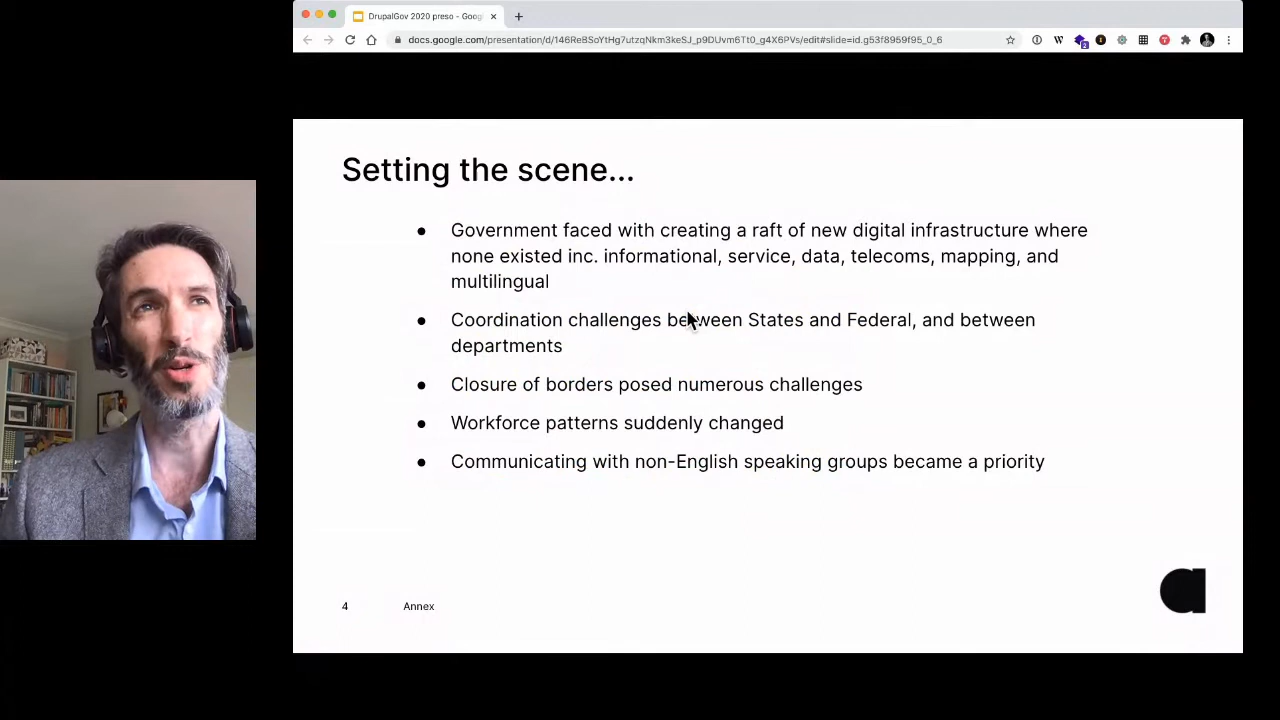 DrupalGov 2020 preso - Goog
docs.google.com/presentation/d/146ReBSoYtHg7utzqNkm3keSJ_p9DUvm6Tt0_g4X6PVs/edit#slide=id.g53f8959f95_0_6
Setting the scene...
● Government faced with creating a raft of new digital infrastructure where
none existed inc. informational, service, data, telecoms, mapping, and
multilingual
● Coordination challenges between States and Federal, and between
departments
● Closure of borders posed numerous challenges
● Workforce patterns suddenly changed
● Communicating with non-English speaking groups became a priority
4 Annex